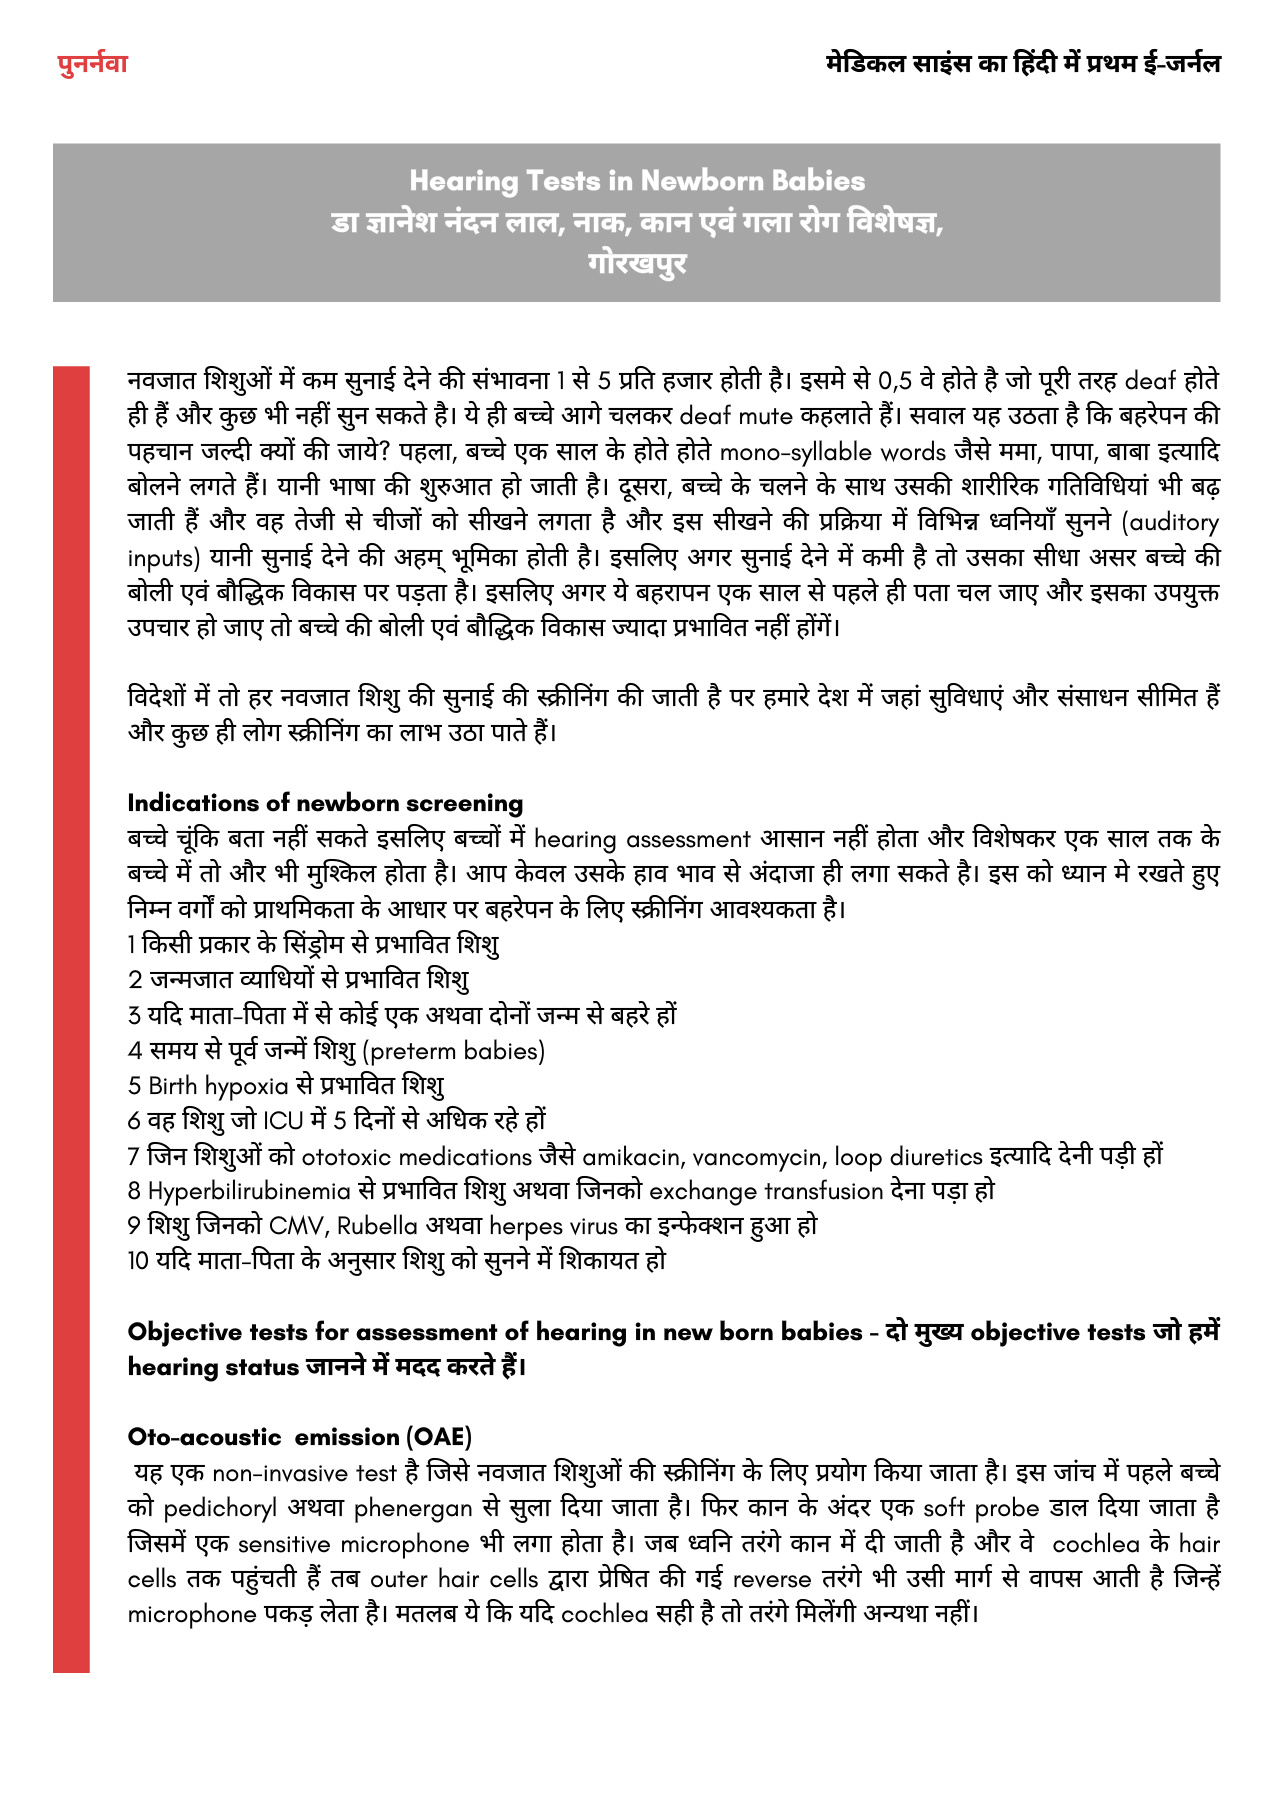 पुनर्नवा
मेडिकल साइंस का हिंदी में प्रथम ई-जर्नल
Hearing Tests in Newborn Babies
डा ज्ञानेश नंदन लाल, नाक, कान एवं गला रोग विशेषज्ञ,
गोरखपुर
नवजात शिशुओं में कम सुनाई देने की संभावना 1 से 5 प्रति हजार होती है। इसमे से 0,5 वे होते है जो पूरी तरह deaf होते
ही हैं और कुछ भी नहीं सुन सकते है। ये ही बच्चे आगे चलकर deaf mute कहलाते हैं। सवाल यह उठता है कि बहरेपन की
पहचान जल्दी क्यों की जाये? पहला, बच्चे एक साल के होते होते mono-syllable words जैसे ममा, पापा, बाबा इत्यादि
बोलने लगते हैं। यानी भाषा की शुरुआत हो जाती है। दूसरा, बच्चे के चलने के साथ उसकी शारीरिक गतिविधियां भी बढ़
जाती हैं और वह तेजी से चीजों को सीखने लगता है और इस सीखने की प्रक्रिया में विभिन्न ध्वनियाँ सुनने (auditory
inputs) यानी सुनाई देने की अहम् भूमिका होती है। इसलिए अगर सुनाई देने में कमी है तो उसका सीधा असर बच्चे की
बोली एवं बौद्धिक विकास पर पड़ता है। इसलिए अगर ये बहरापन एक साल से पहले ही पता चल जाए और इसका उपयुक्त
उपचार हो जाए तो बच्चे की बोली एवं बौद्धिक विकास ज्यादा प्रभावित नहीं होंगें।
विदेशों में तो हर नवजात शिशु की सुनाई की स्क्रीनिंग की जाती है पर हमारे देश में जहां सुविधाएं और संसाधन सीमित हैं
और कुछ ही लोग स्क्रीनिंग का लाभ उठा पाते हैं।
Indications of newborn screening
बच्चे चूंकि बता नहीं सकते इसलिए बच्चों में hearing assessment आसान नहीं होता और विशेषकर एक साल तक के
बच्चे में तो और भी मुश्किल होता है। आप केवल उसके हाव भाव से अंदाजा ही लगा सकते है। इस को ध्यान मे रखते हुए
निम्न वर्गों को प्राथमिकता के आधार पर बहरेपन के लिए स्क्रीनिंग आवश्यकता है।
1 किसी प्रकार के सिंड्रोम से प्रभावित शिशु
2 जन्मजात व्याधियों से प्रभावित शिशु
3 यदि माता-पिता में से कोई एक अथवा दोनों जन्म से बहरे हों
4 समय से पूर्व जन्में शिशु (preterm babies)
5 Birth hypoxia से प्रभावित शिशु
6 वह शिशु जो ICU में 5 दिनों से अधिक रहे हों
7 जिन शिशुओं को ototoxic medications जैसे amikacin, vancomycin, loop diuretics इत्यादि देनी पड़ी हों
8 Hyperbilirubinemia से प्रभावित शिशु अथवा जिनको exchange transfusion देना पड़ा हो
9 शिशु जिनको CMV, Rubella अथवा herpes virus का इन्फेक्शन हुआ हो
10 यदि माता-पिता के अनुसार शिशु को सुनने में शिकायत हो
Objective tests for assessment of hearing in new born babies - दो मुख्य objective tests जो हमें
hearing status जानने में मदद करते हैं।
Oto-acoustic emission (OAE)
यह एक non-invasive test है जिसे नवजात शिशुओं की स्क्रीनिंग के लिए प्रयोग किया जाता है। इस जांच में पहले बच्चे
को pedichoryl अथवा phenergan से सुला दिया जाता है। फिर कान के अंदर एक soft probe डाल दिया जाता है
जिसमें एक sensitive microphone भी लगा होता है। जब ध्वनि तरंगे कान में दी जाती है और वे cochlea के hair
cells तक पहुंचती हैं तब outer hair cells द्वारा प्रेषित की गई reverse तरंगे भी उसी मार्ग से वापस आती है जिन्हें
microphone पकड़ लेता है। मतलब ये कि यदि cochlea सही है तो तरंगे मिलेंगी अन्यथा नहीं।